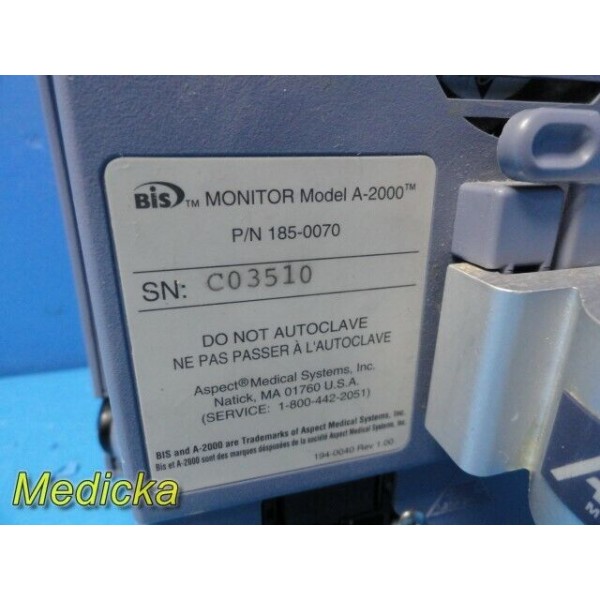 BIS™ MONITOR Model A-2000™
P/N 185-0070
SN: C03510
DO NOT AUTOCLAVE
NE PAS PASSER À L'AUTOCLAVE
Aspect® Medical Systems, Inc.
Natick, MA 01760 U.S.A.
(SERVICE: 1-800-442-2051)
BIS and A-2000 are Trademarks of Aspect Medical Systems, Inc.
Bis et A-2000 sont des marques désposées de la société Aspect Medical Systems, Inc.
194-0040 Rev 1.00
Medicka